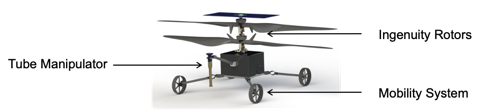 Ingenuity Rotors
Tube Manipulator
Mobility System